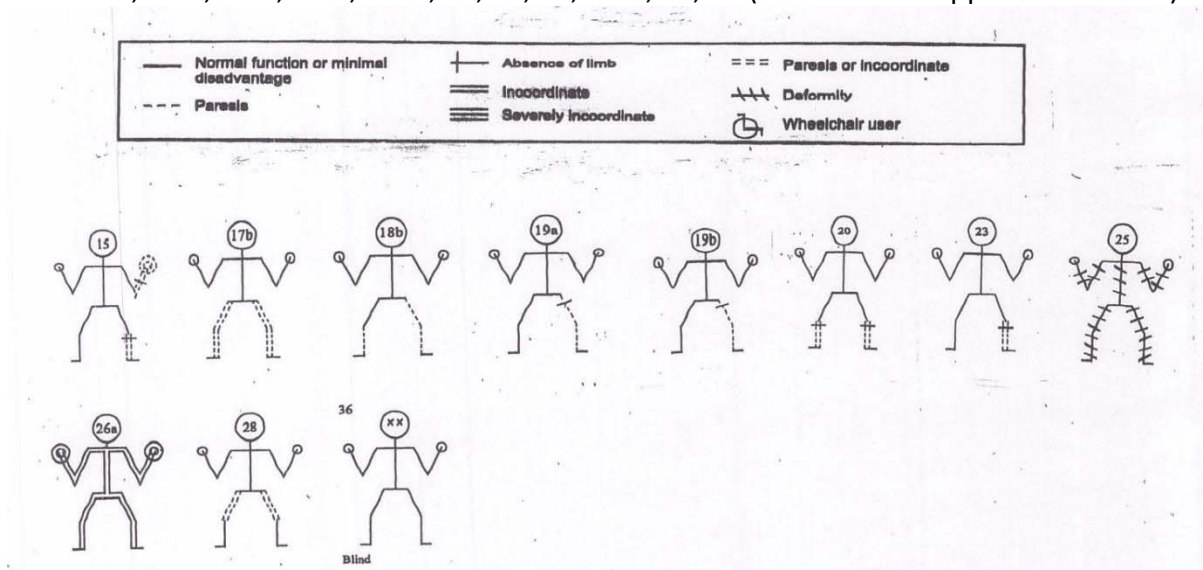 Normal function or minimal disadvantage
Paresis
Absence of limb
Incoordinate
Severely Incoordinate
Paresis or incoordinate
Deformity
Wheelchair user
15
17b
18b
19a
19b
20
23
25
26a
28
36
xx
Blind